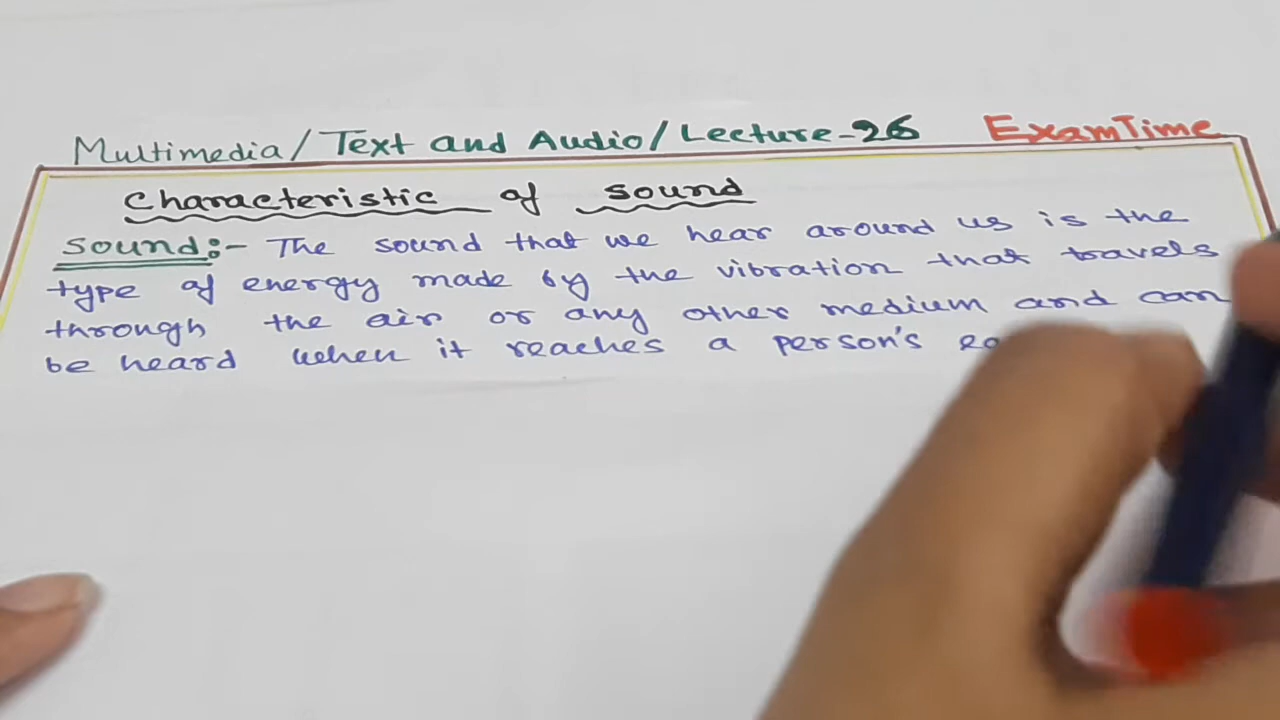 Multimedia/Text and Audio/Lecture-26 ExamTime
Characteristic of sound
Sound:- The sound that we hear around us is the
type of energy made by the vibration that travels
through the air or any other medium and can
be heard when it reaches a person's